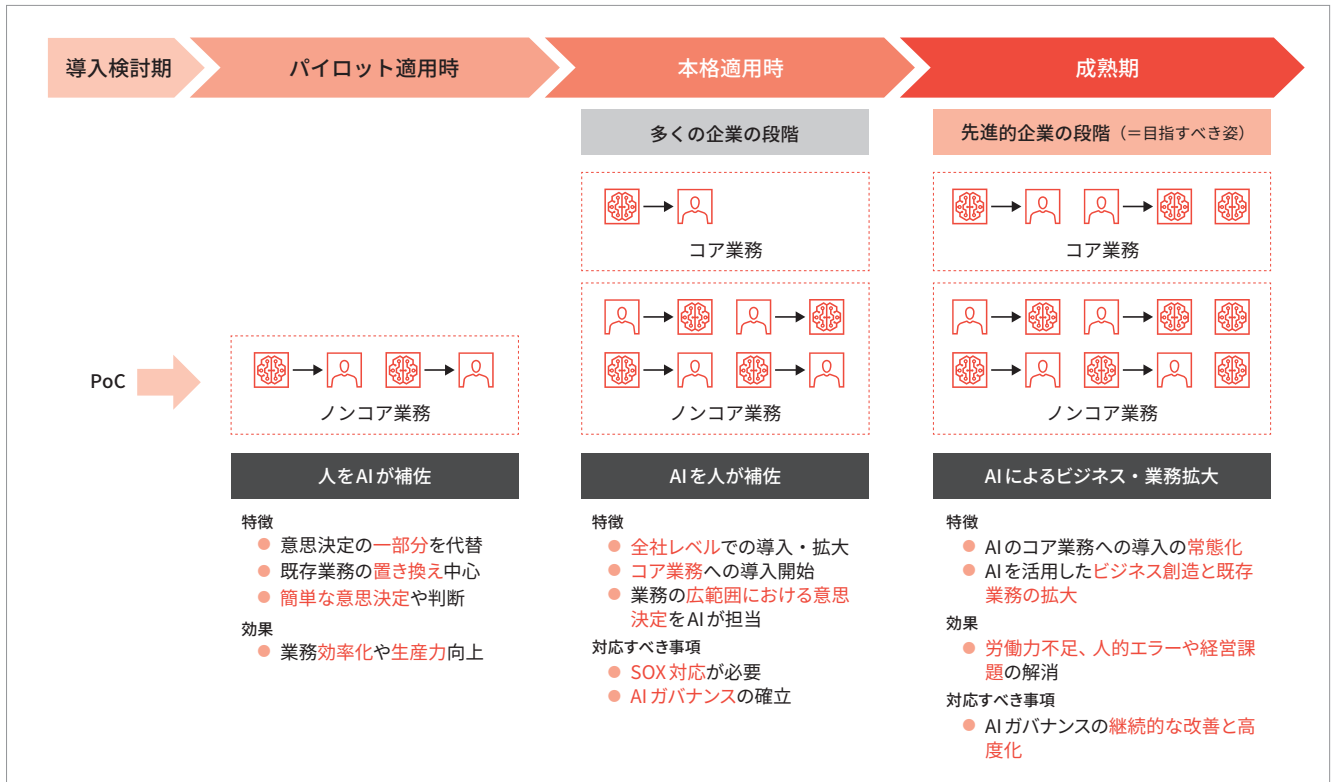 導入検討期
パイロット適用時
本格適用時
成熟期
多くの企業の段階
先進的企業の段階（＝目指すべき姿）
コア業務
コア業務
PoC
ノンコア業務
ノンコア業務
ノンコア業務
人をAIが補佐
特徴
● 意思決定の一部分を代替
● 既存業務の置き換え中心
● 簡単な意思決定や判断
効果
● 業務効率化や生産力向上
AIを人が補佐
特徴
● 全社レベルでの導入・拡大
● コア業務への導入開始
● 業務の広範囲における意思
決定をAIが担当
対応すべき事項
● SOX対応が必要
● AIガバナンスの確立
AIによるビジネス・業務拡大
特徴
● AIのコア業務への導入の常態化
● AIを活用したビジネス創造と既存
業務の拡大
効果
● 労働力不足、人的エラーや経営課
題の解消
対応すべき事項
● AIガバナンスの継続的な改善と高
度化